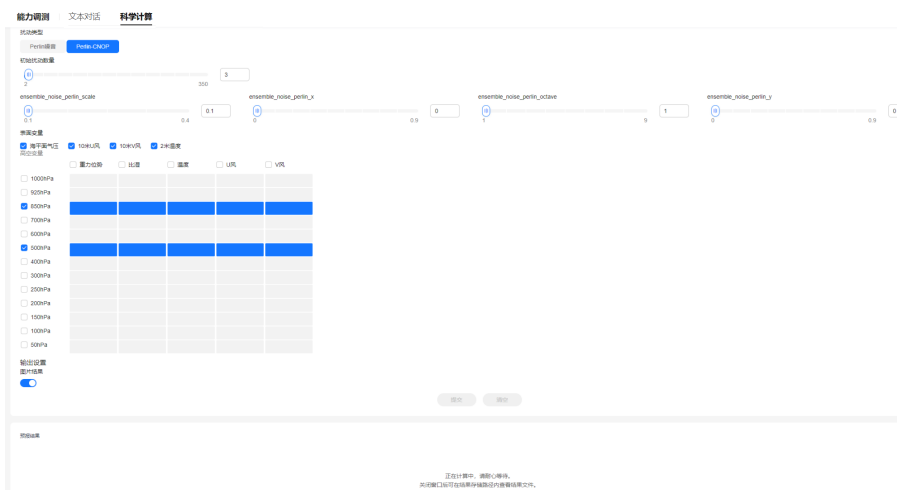 能力调测 / 文本对话 科学计算
扰动类型
Perlin噪音 Perlin-CNOP
初始扰动数量
3
2 300
ensemble_noise_perlin_scale ensemble_noise_perlin_x ensemble_noise_perlin_octave ensemble_noise_perlin_y
0.1 0 1 0
0.1 0.4 0 0.9 1 9 0 0.9
表面变量
海平面气压 10米U风 10米V风 2米温度
高空变量
重力位势 比湿 温度 U风 V风
1000hPa
925hPa
850hPa
700hPa
600hPa
500hPa
400hPa
300hPa
250hPa
200hPa
150hPa
100hPa
50hPa
输出设置
图片结果
预报结果
正在计算中，请耐心等待。
关闭窗口后可在结果存储路径内查看结果文件。